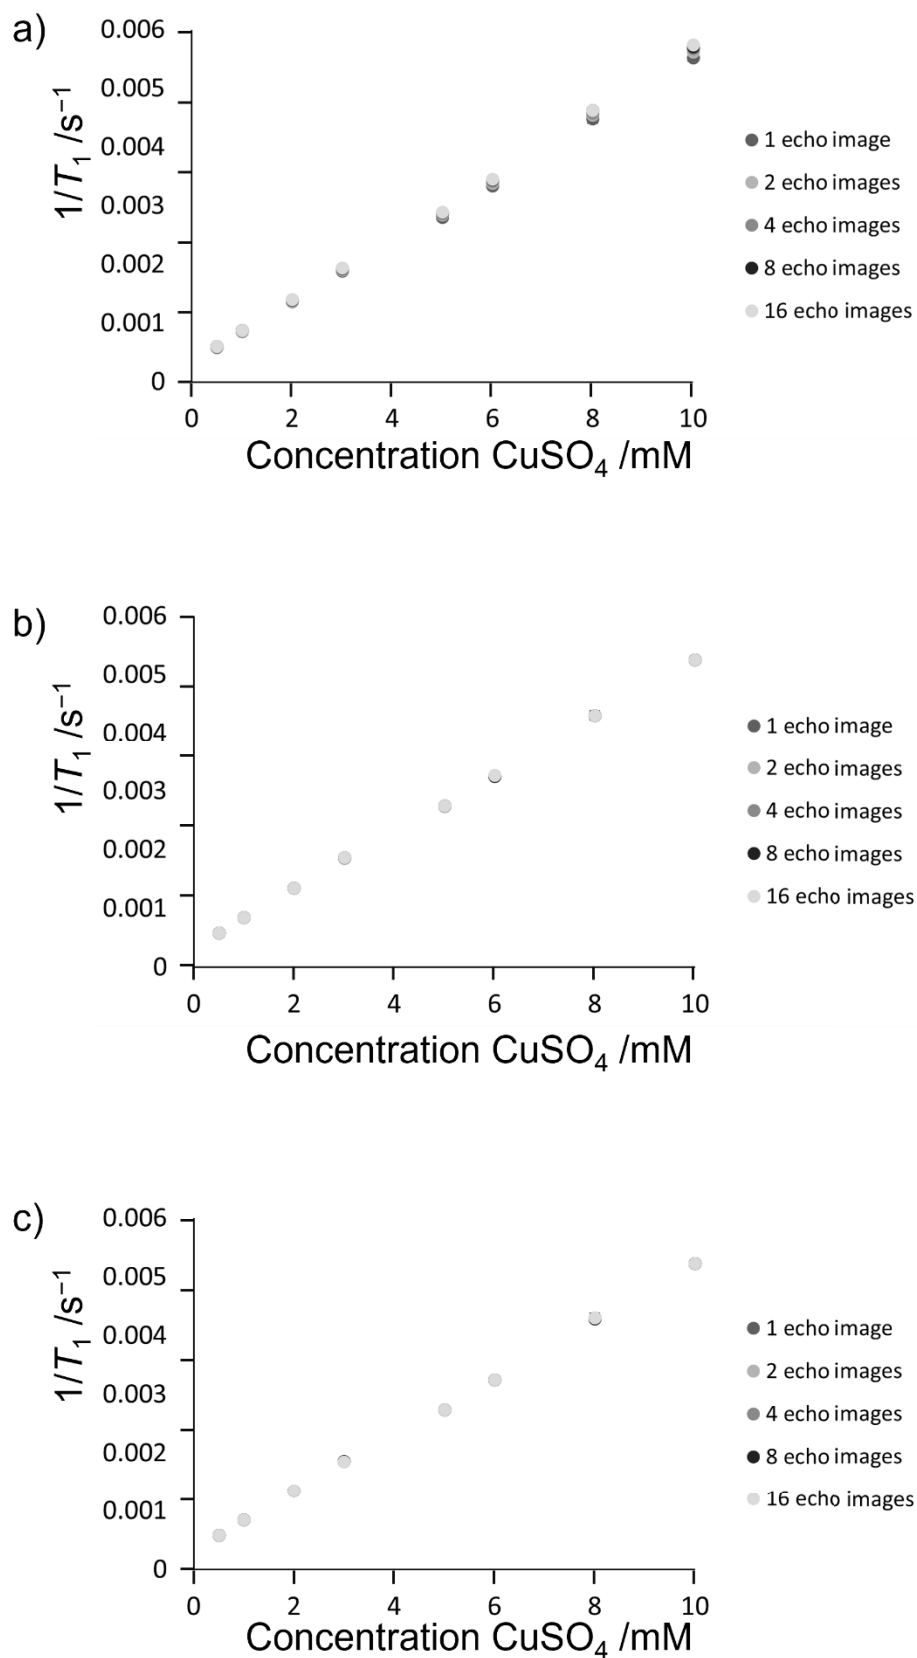 a)
0.006
0.005
0.004
0.003
0.002
0.001
0
1/T₁ /s⁻¹
0 2 4 6 8 10
Concentration CuSO₄ /mM
1 echo image
2 echo images
4 echo images
8 echo images
16 echo images
b)
0.006
0.005
0.004
0.003
0.002
0.001
0
1/T₁ /s⁻¹
0 2 4 6 8 10
Concentration CuSO₄ /mM
1 echo image
2 echo images
4 echo images
8 echo images
16 echo images
c)
0.006
0.005
0.004
0.003
0.002
0.001
0
1/T₁ /s⁻¹
0 2 4 6 8 10
Concentration CuSO₄ /mM
1 echo image
2 echo images
4 echo images
8 echo images
16 echo images